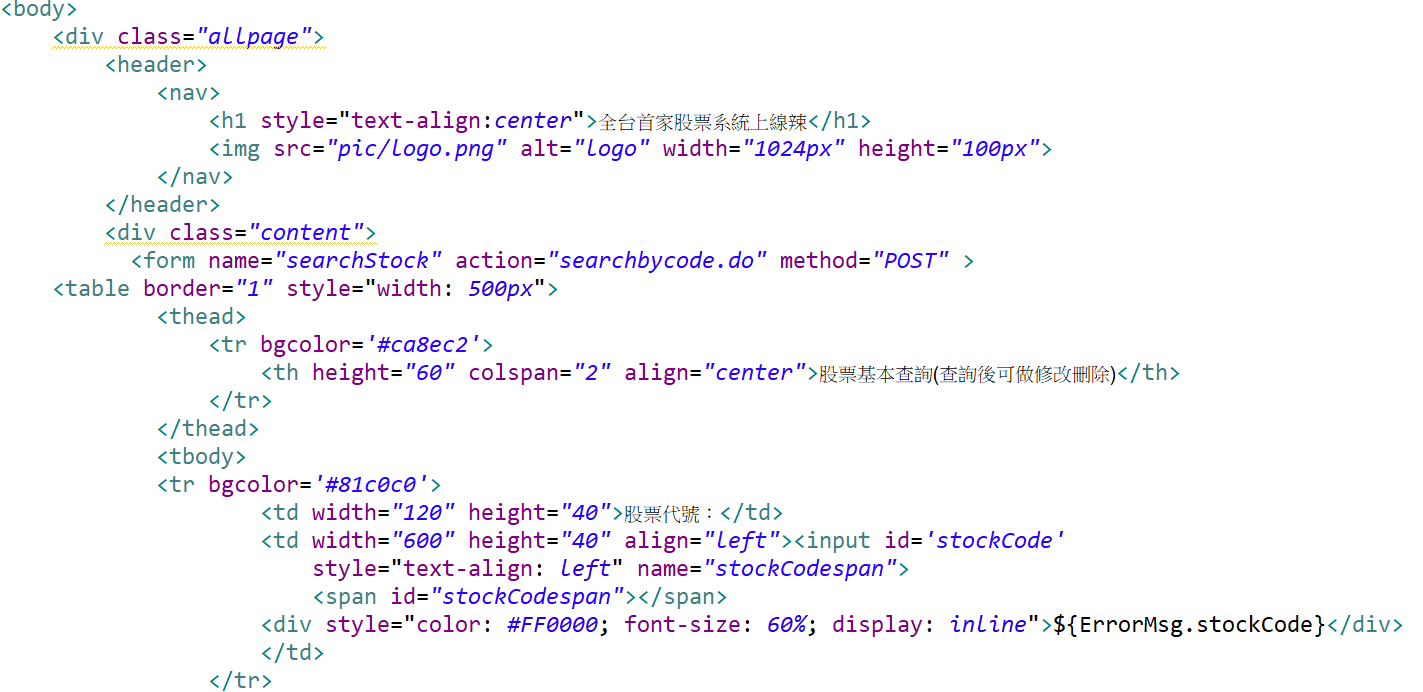 <body>
<div class="allpage">
<header>
<nav>
<h1 style="text-align:center">全台首家股票系統上線辣</h1>
<img src="pic/logo.png" alt="logo" width="1024px" height="100px">
</nav>
</header>
<div class="content">
<form name="searchStock" action="searchbycode.do" method="POST" >
<table border="1" style="width: 500px">
<thead>
<tr bgcolor='#ca8ec2'>
<th height="60" colspan="2" align="center">股票基本查詢(查詢後可做修改刪除)</th>
</tr>
</thead>
<tbody>
<tr bgcolor='#81c0c0'>
<td width="120" height="40">股票代號：</td>
<td width="600" height="40" align="left"><input id='stockCode'
style="text-align: left" name="stockCodespan">
<span id="stockCodespan"></span>
<div style="color: #FF0000; font-size: 60%; display: inline">${ErrorMsg.stockCode}</div>
</td>
</tr>